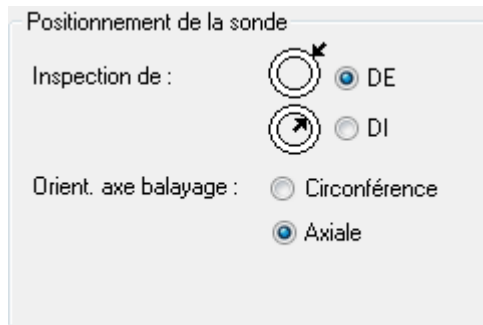 Positionnement de la sonde
Inspection de :
DE
DI
Orient. axe balayage :
Circonférence
Axiale